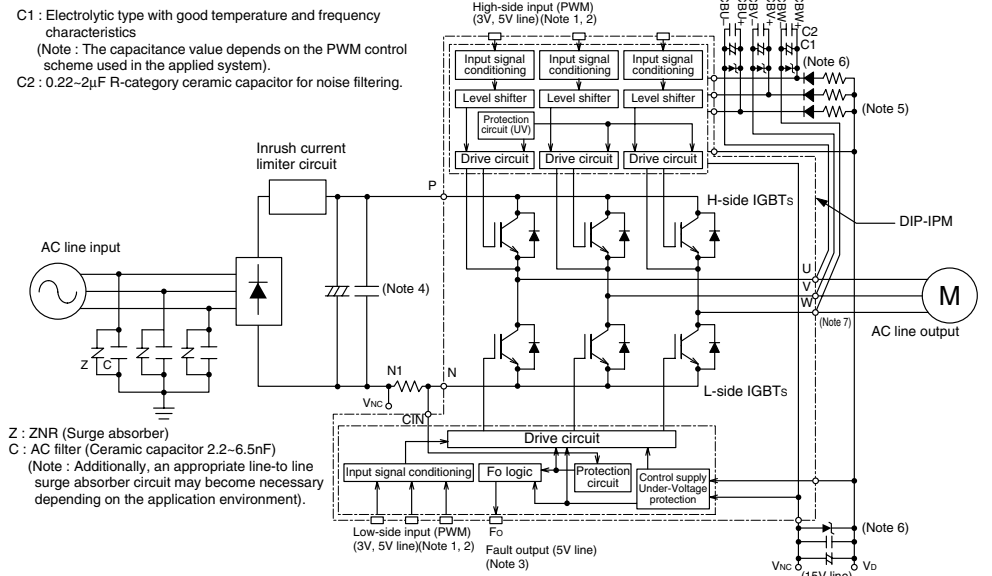 C1 : Electrolytic type with good temperature and frequency
characteristics
(Note : The capacitance value depends on the PWM control
scheme used in the applied system).
C2 : 0.22~2μF R-category ceramic capacitor for noise filtering.
High-side input (PWM)
(3V, 5V line)(Note 1, 2)
CBU–
CBU+
CBV–
CBV+
CBW–
CBW+
C2
C1
(Note 6)
(Note 5)
Input signal
conditioning
Input signal
conditioning
Input signal
conditioning
Level shifter
Level shifter
Level shifter
Protection
circuit (UV)
Drive circuit
Drive circuit
Drive circuit
Inrush current
limiter circuit
P
H-side IGBTS
DIP-IPM
AC line input
(Note 4)
U
V
W
(Note 7)
M
AC line output
Z
C
N1
N
VNC
CIN
L-side IGBTS
Z : ZNR (Surge absorber)
C : AC filter (Ceramic capacitor 2.2~6.5nF)
(Note : Additionally, an appropriate line-to line
surge absorber circuit may become necessary
depending on the application environment).
Drive circuit
Input signal conditioning
Fo logic
Protection
circuit
Control supply
Under-Voltage
protection
Low-side input (PWM)
(3V, 5V line)(Note 1, 2)
FO
Fault output (5V line)
(Note 3)
(Note 6)
VNC
VD
(15V line)